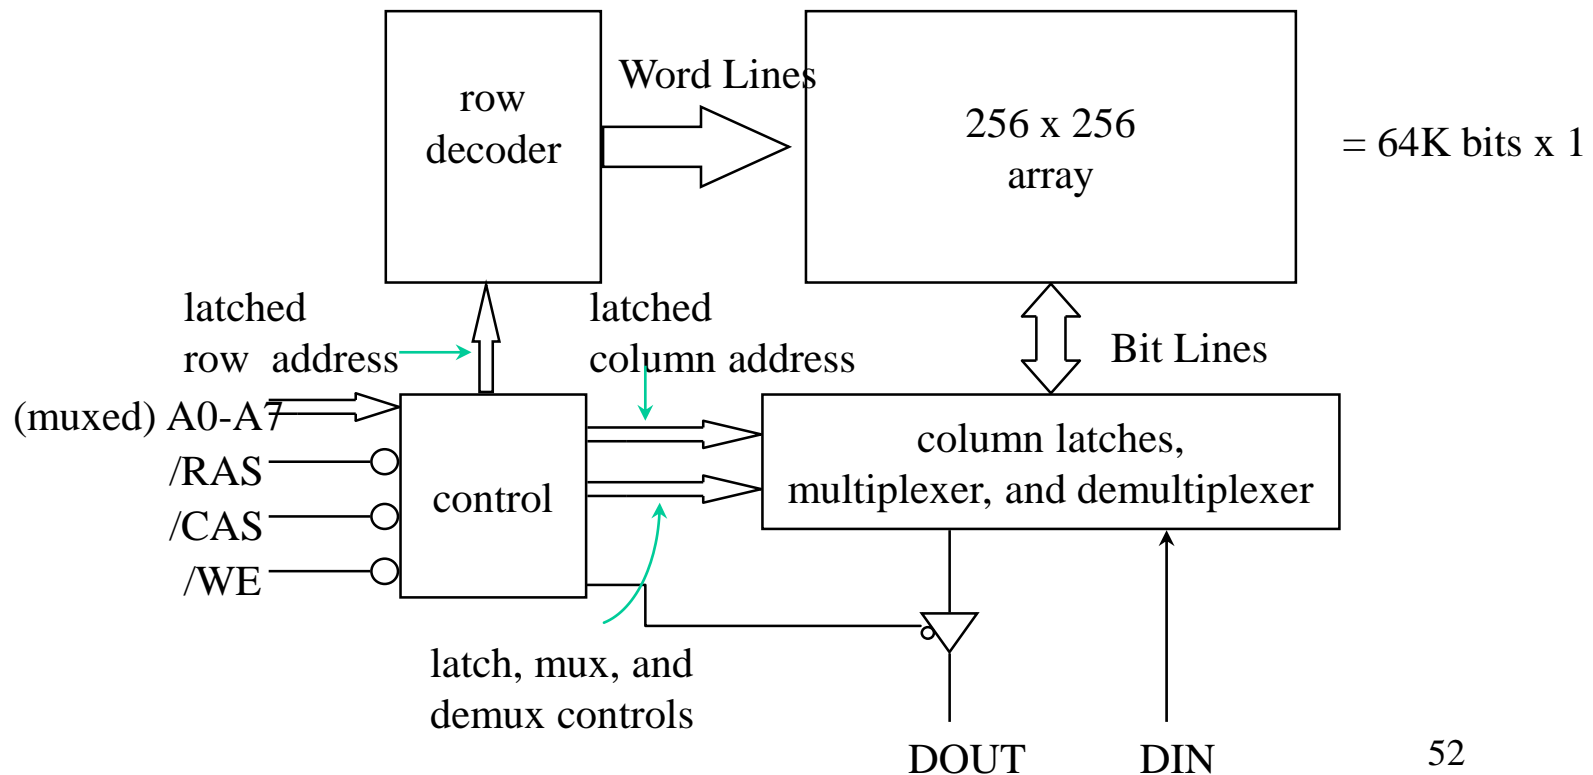 row
decoder
Word Lines
256 x 256
array
= 64K bits x 1
latched
row address
latched
column address
Bit Lines
(muxed) A0-A7
/RAS
/CAS
/WE
control
column latches,
multiplexer, and demultiplexer
latch, mux, and
demux controls
DOUT
DIN
52